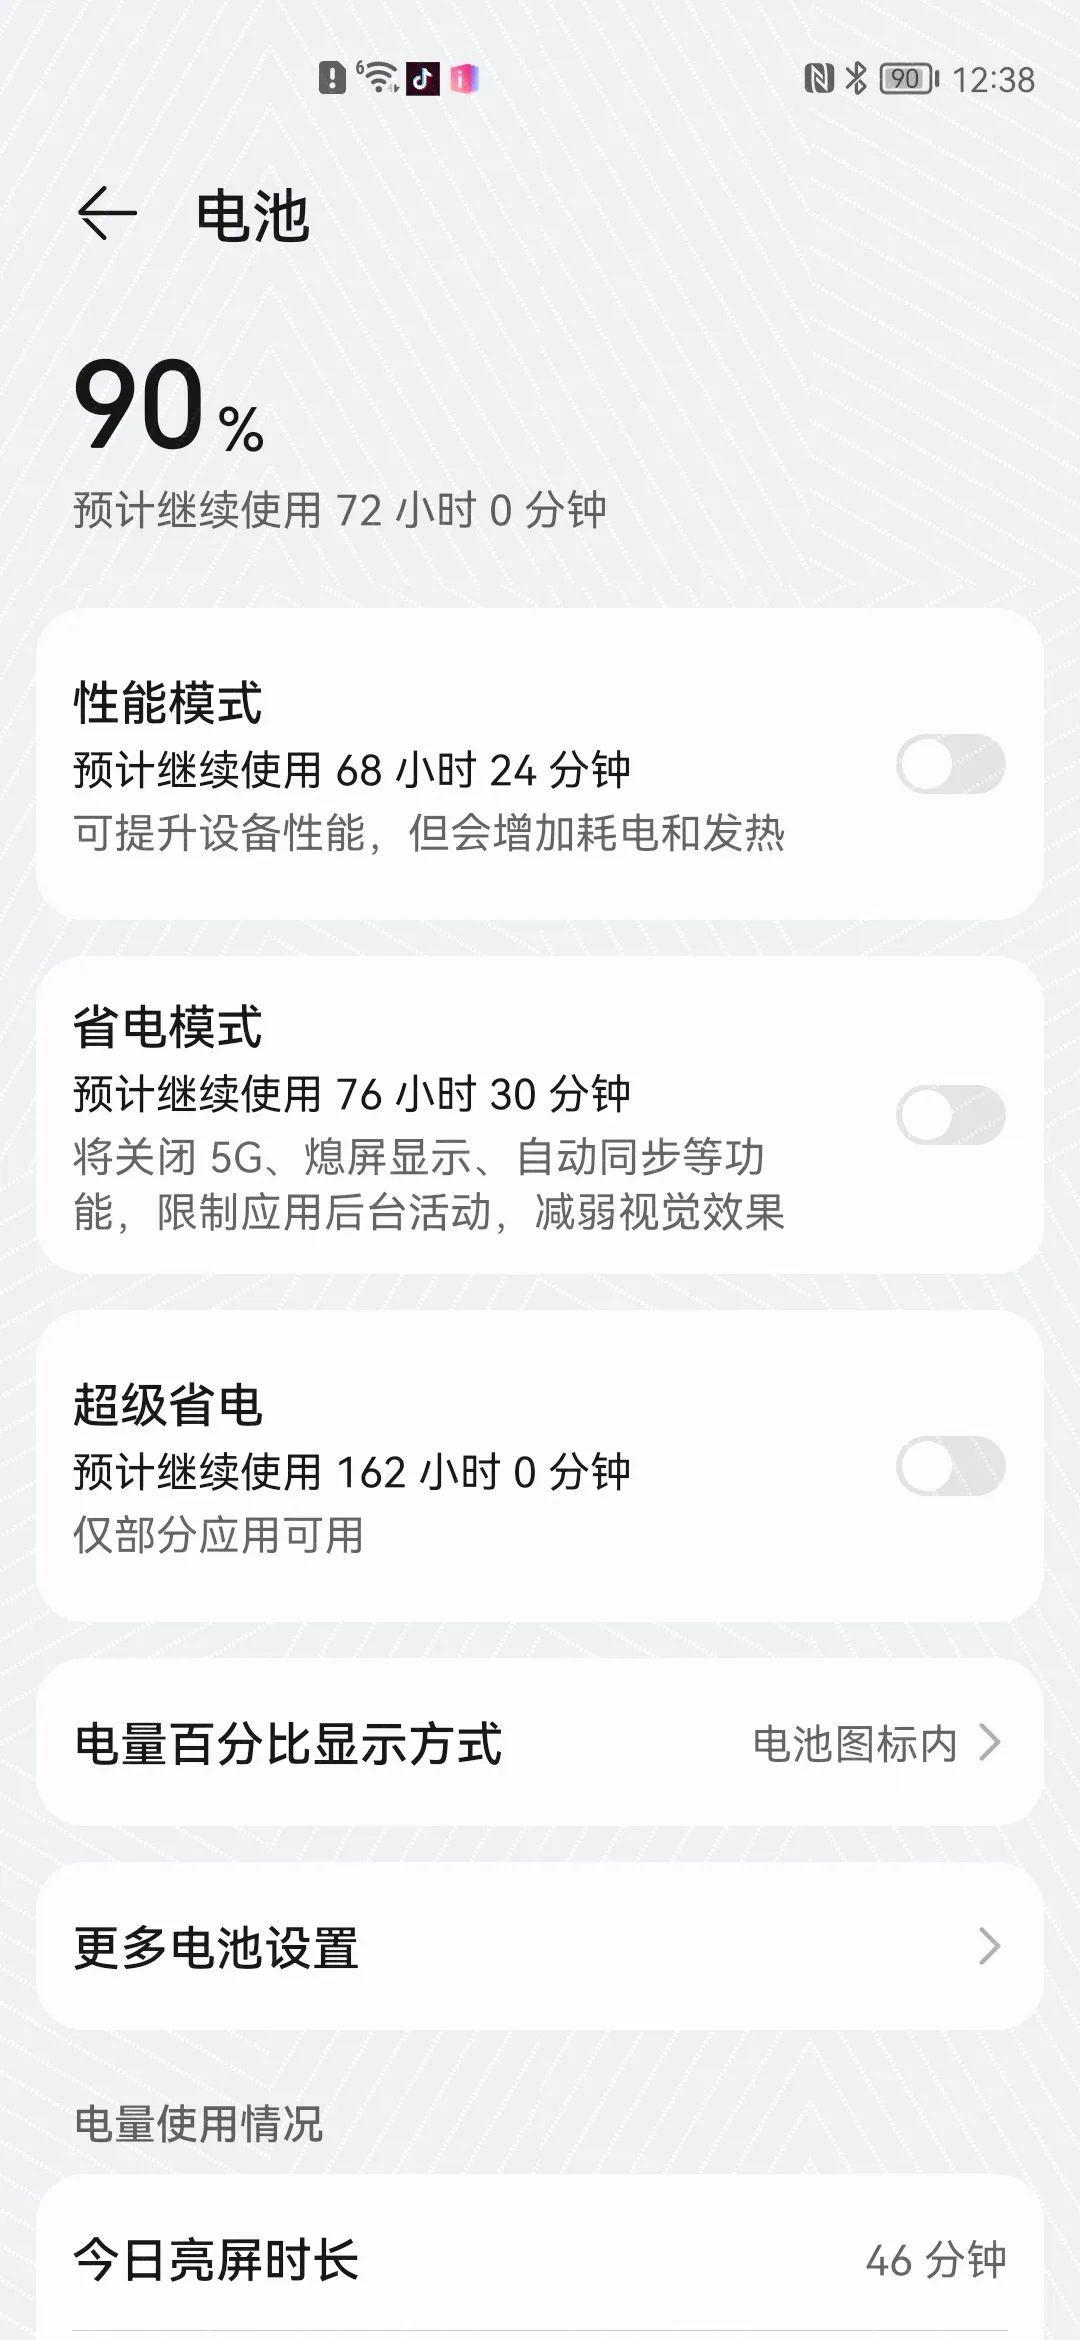 6
90 12:38
电池
90%
预计继续使用 72 小时 0 分钟
性能模式
预计继续使用 68 小时 24 分钟
可提升设备性能，但会增加耗电和发热
省电模式
预计继续使用 76 小时 30 分钟
将关闭 5G、熄屏显示、自动同步等功
能，限制应用后台活动，减弱视觉效果
超级省电
预计继续使用 162 小时 0 分钟
仅部分应用可用
电量百分比显示方式 电池图标内
更多电池设置
电量使用情况
今日亮屏时长 46 分钟